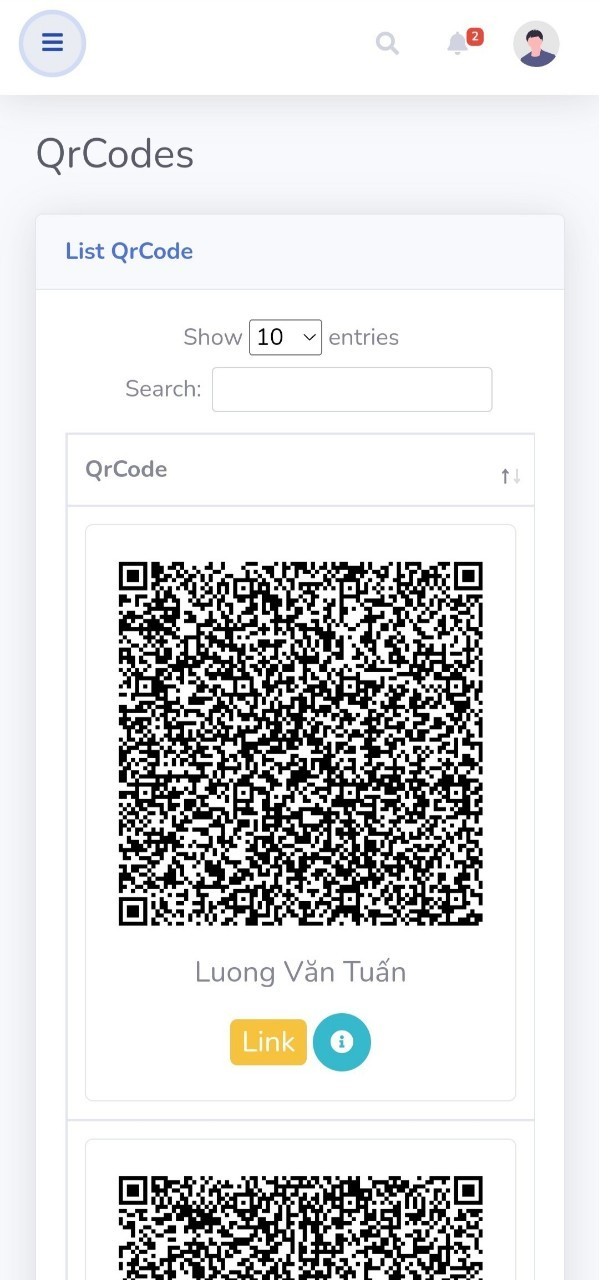 2
QrCodes
List QrCode
Show 10 entries
Search:
QrCode
Luong Văn Tuấn
Link